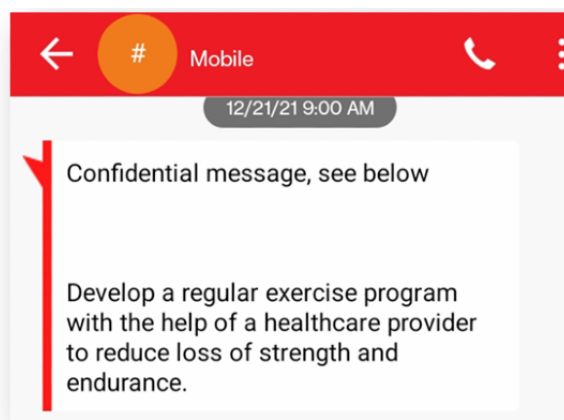 #
Mobile
12/21/21 9:00 AM
Confidential message, see below
Develop a regular exercise program
with the help of a healthcare provider
to reduce loss of strength and
endurance.